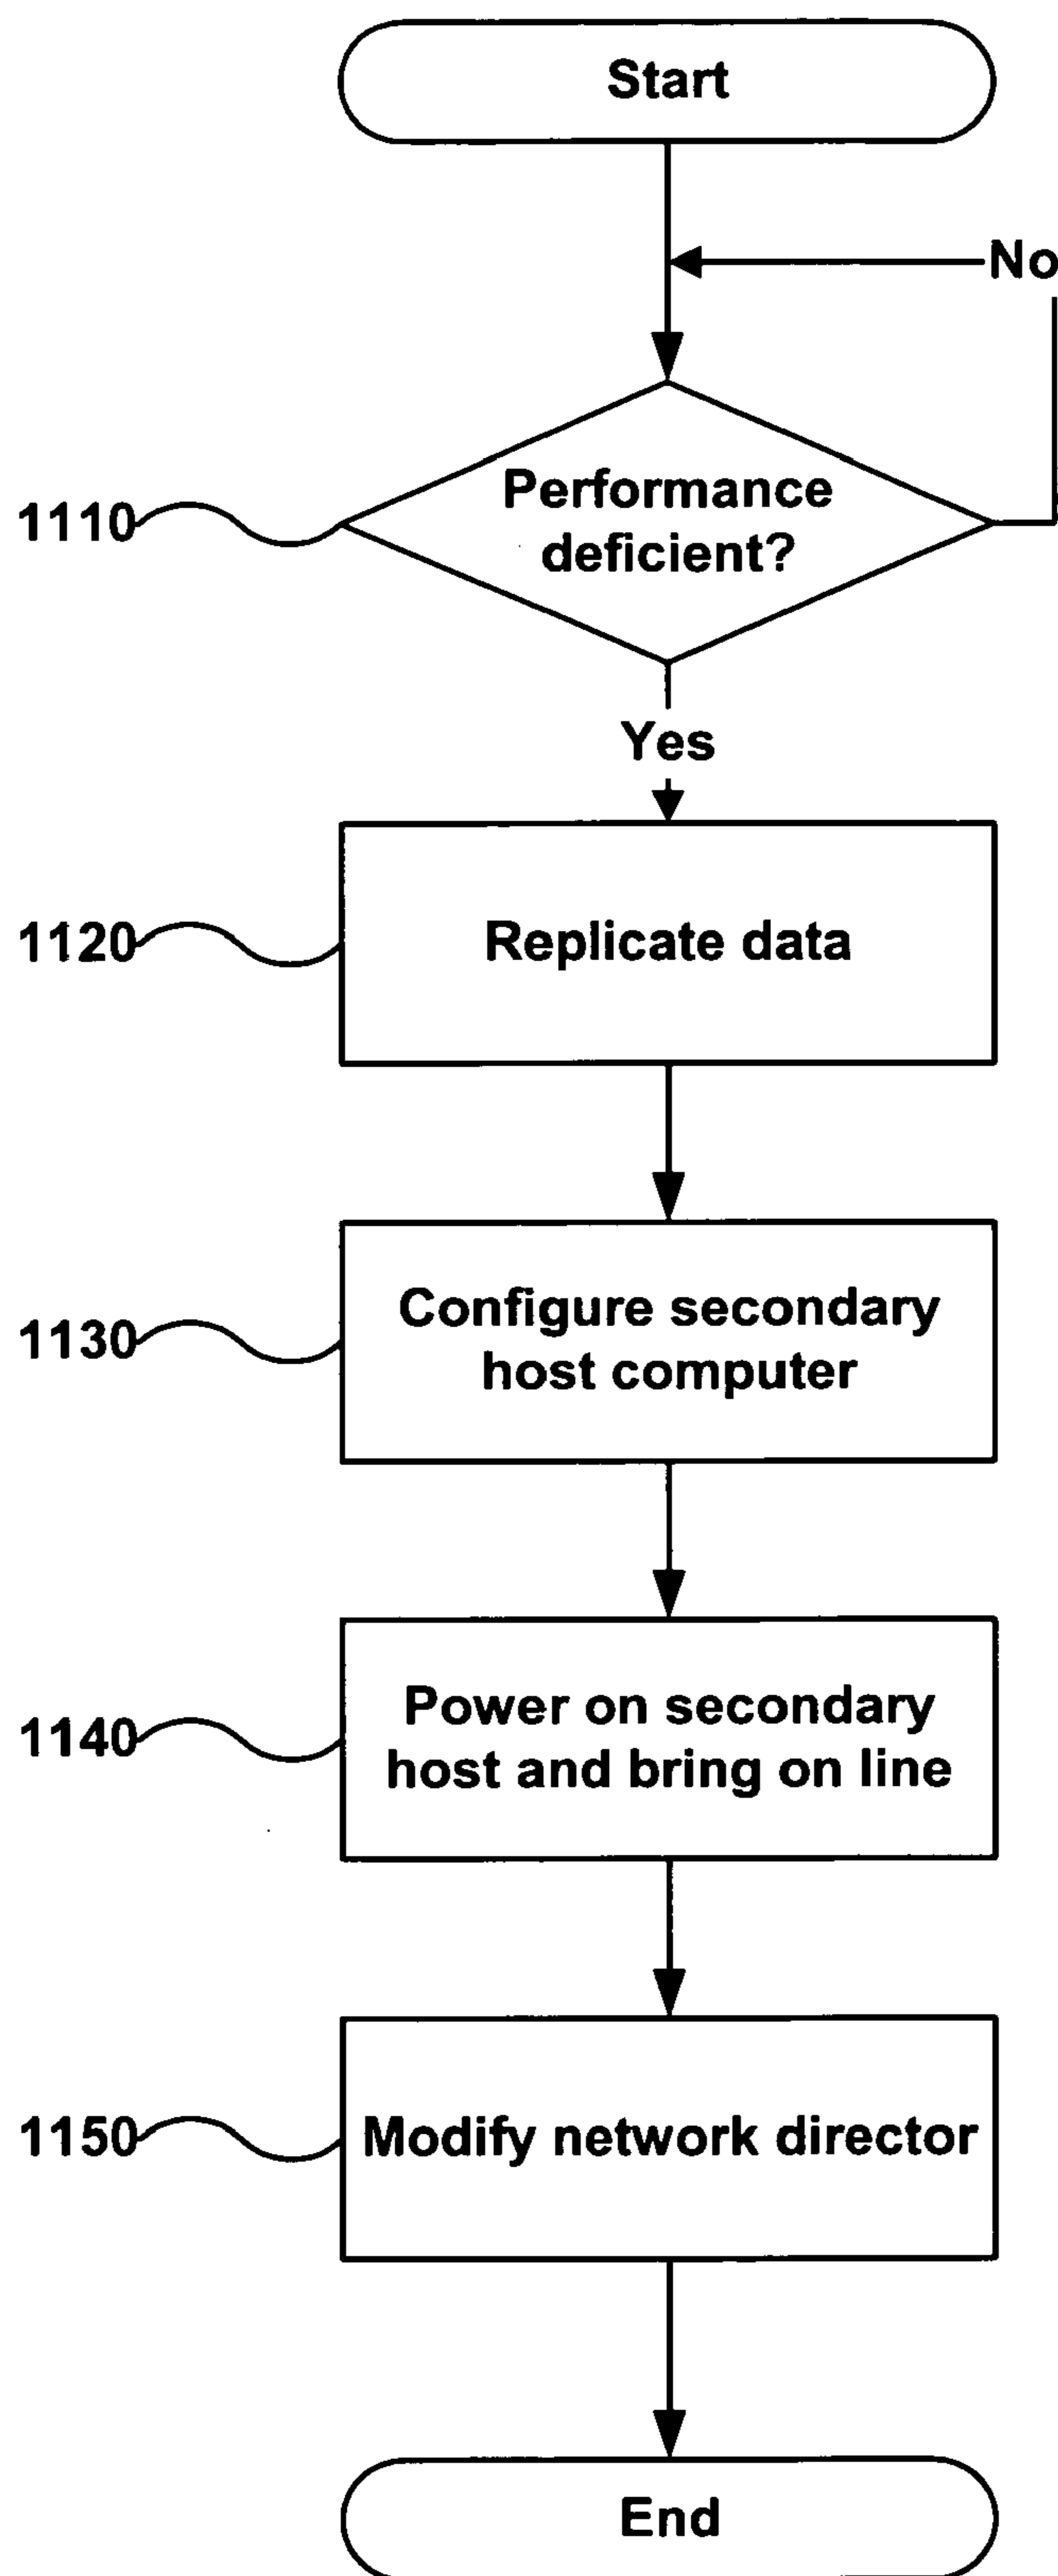 Start
No
1110
Performance
deficient?
Yes
1120
Replicate data
1130
Configure secondary
host computer
1140
Power on secondary
host and bring on line
1150
Modify network director
End